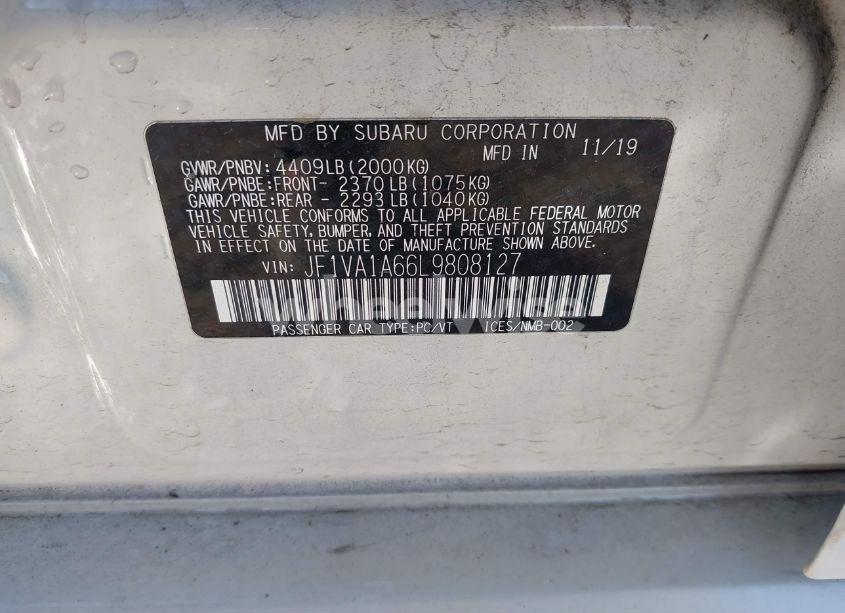 MFD BY SUBARU CORPORATION
MFD IN 11/19
GVWR/PNBV: 4409LB(2000KG)
GAWR/PNBE:FRONT- 2370 LB(1075KG)
GAWR/PNBE:REAR - 2293 LB(1040KG)
THIS VEHICLE CONFORMS TO ALL APPLICABLE FEDERAL MOTOR
VEHICLE SAFETY, BUMPER, AND THEFT PREVENTION STANDARDS
IN EFFECT ON THE DATE OF MANUFACTURE SHOWN ABOVE.
VIN: JF1VA1A66L9808127
PASSENGER CAR TYPE:PC/VT ICES/NMB-002